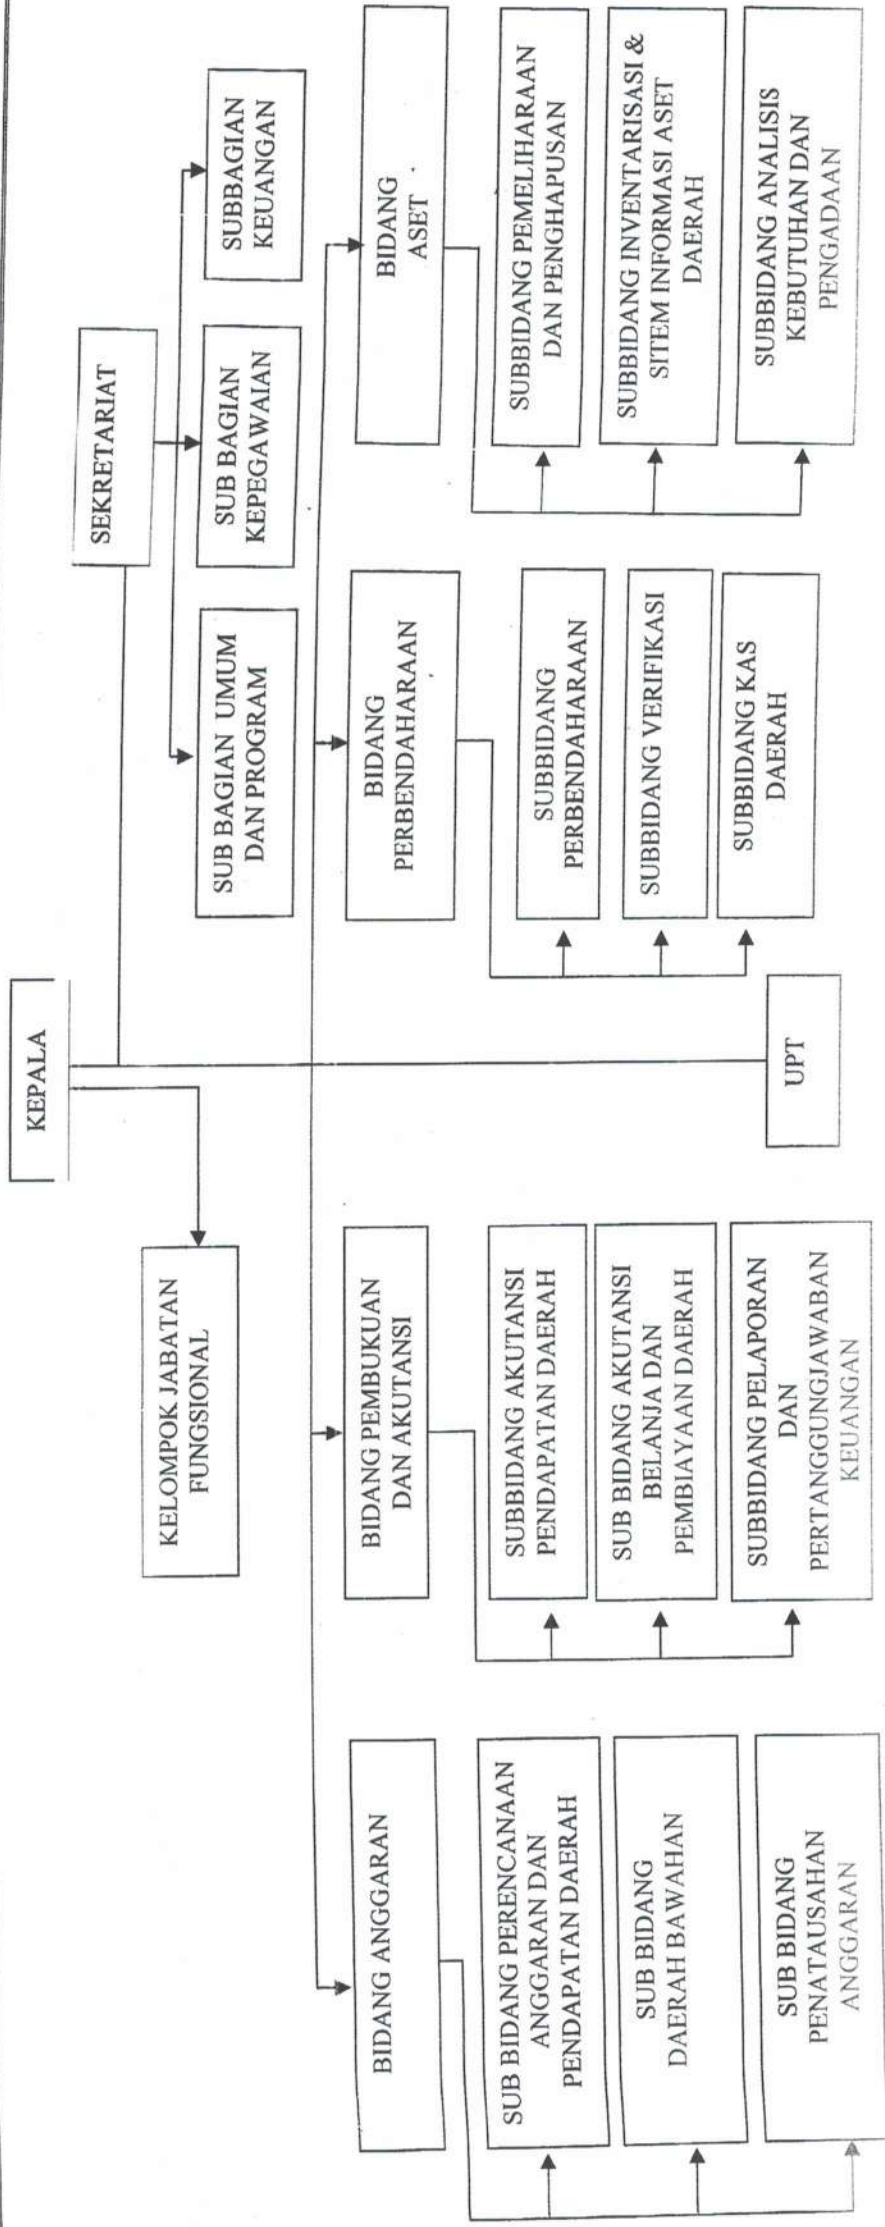 KEPALA
SEKRETARIAT
KELOMPOK JABATAN
FUNGSIONAL
SUB BAGIAN UMUM
DAN PROGRAM
SUB BAGIAN
KEPEGAWAIAN
SUBBAGIAN
KEUANGAN
BIDANG ANGGARAN
SUB BIDANG PERENCANAAN
ANGGARAN DAN
PENDAPATAN DAERAH
SUB BIDANG
DAERAH BAWAHAN
SUB BIDANG
PENATAUSAHAN
ANGGARAN
BIDANG PEMBUKUAN
DAN AKUTANSI
SUBBIDANG AKUTANSI
PENDAPATAN DAERAH
SUB BIDANG AKUTANSI
BELANJA DAN
PEMBIAYAAN DAERAH
SUBBIDANG PELAPORAN
DAN
PERTANGGUNGJAWABAN
KEUANGAN
BIDANG
PERBENDAHARAAN
SUBBIDANG
PERBENDAHARAAN
SUBBIDANG VERIFIKASI
SUBBIDANG KAS
DAERAH
BIDANG
ASET
SUBBIDANG PEMELIHARAAN
DAN PENGHAPUSAN
SUBBIDANG INVENTARISASI &
SITEM INFORMASI ASET
DAERAH
SUBBIDANG ANALISIS
KEBUTUHAN DAN
PENGADAAN
UPT